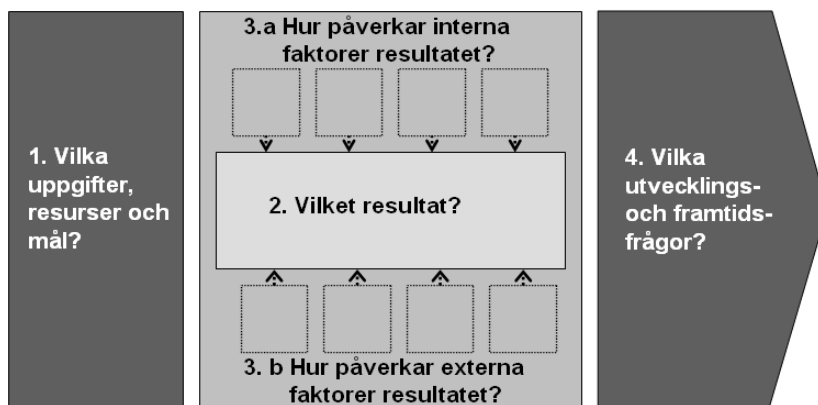 1. Vilka
uppgifter,
resurser och
mål?
3.a Hur påverkar interna
faktorer resultatet?
2. Vilket resultat?
3. b Hur påverkar externa
faktorer resultatet?
4. Vilka
utvecklings-
och framtids-
frågor?